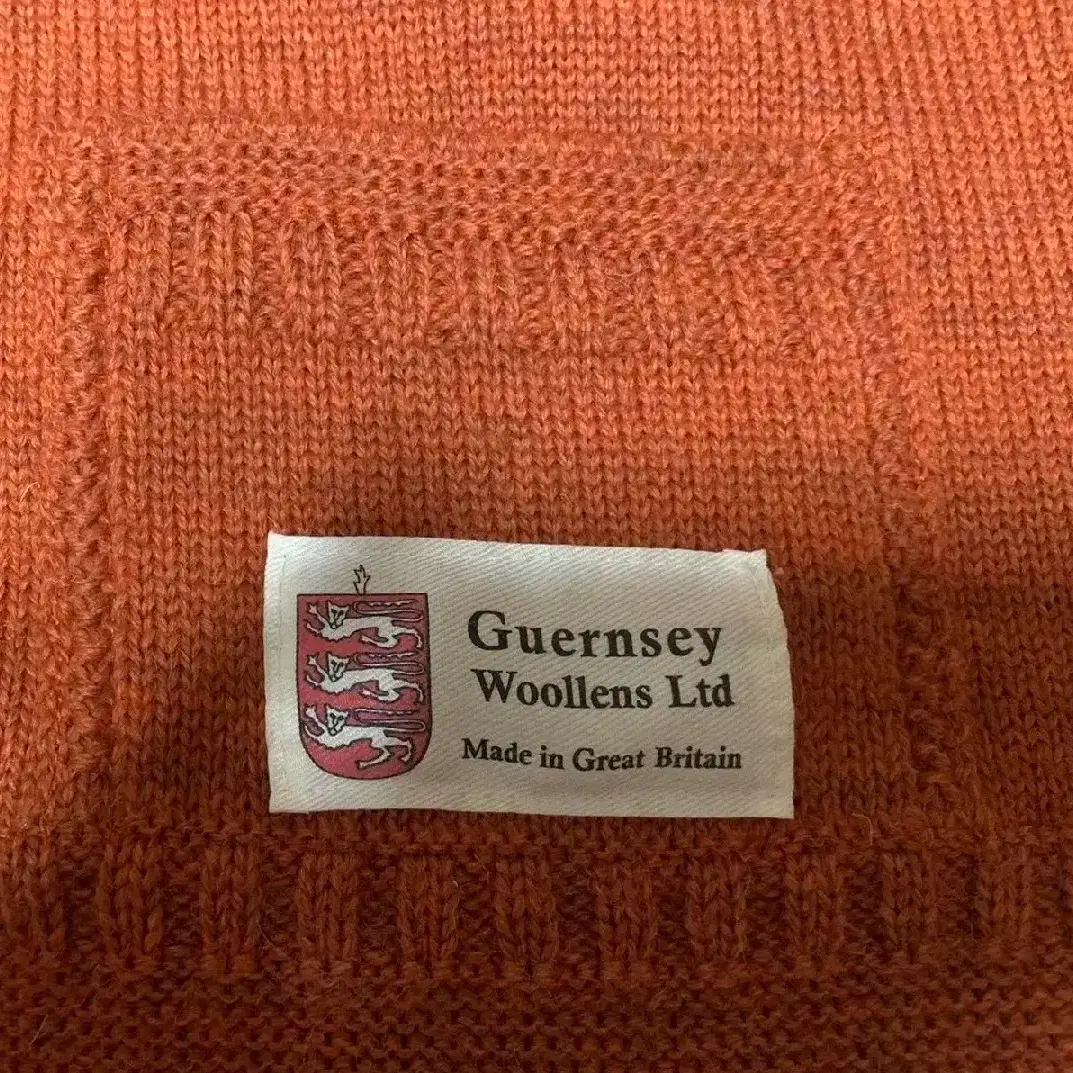 Guernsey
Woollens Ltd
Made in Great Britain